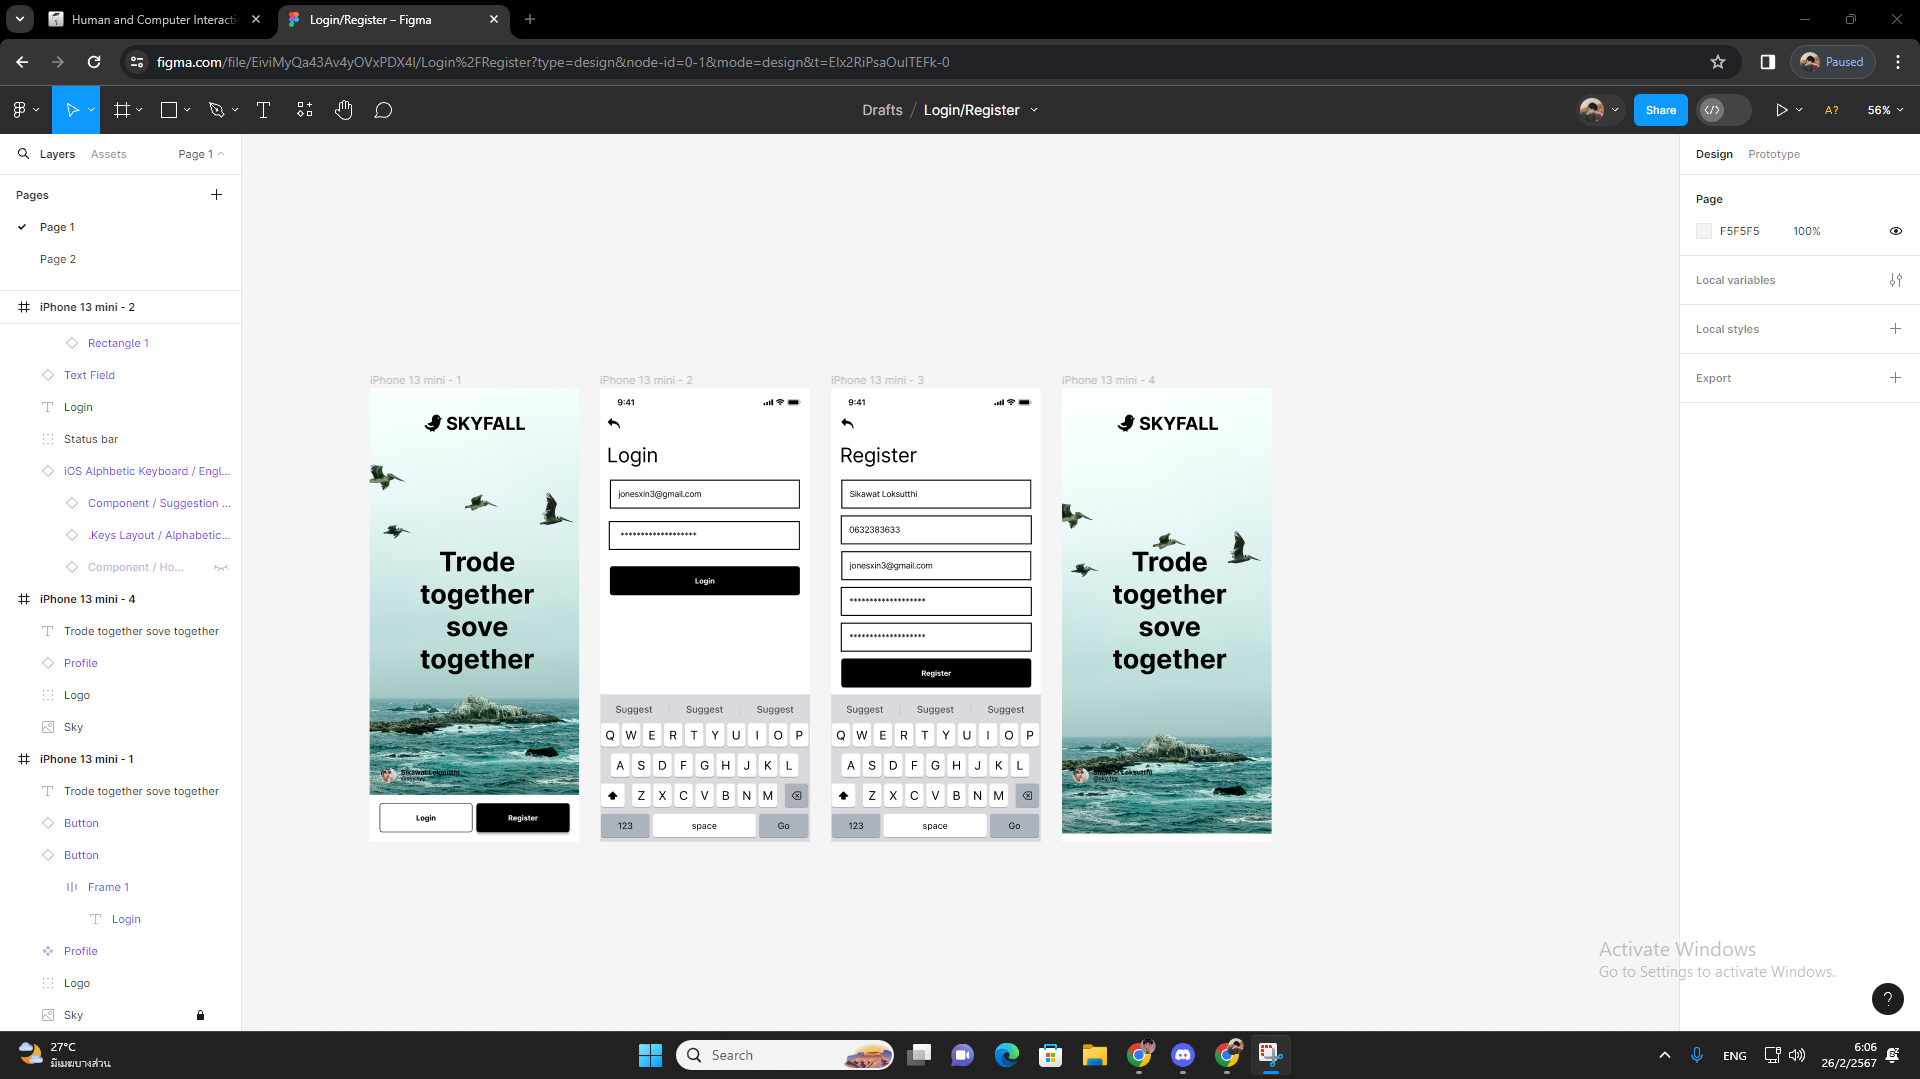 Human and Computer Interacti
Login/Register – Figma
figma.com/file/EiviMyQa43Av4yOVxPDX4l/Login%2FRegister?type=design&node-id=0-1&mode=design&t=Elx2RiPsaOulTEFk-0
Paused
Drafts / Login/Register
Share
A?
56%
Layers
Assets
Page 1
Pages
Page 1
Page 2
iPhone 13 mini - 2
Rectangle 1
Text Field
Login
Status bar
iOS Alphbetic Keyboard / Engl...
Component / Suggestion ...
.Keys Layout / Alphabetic...
Component / Ho...
iPhone 13 mini - 4
Trode together sove together
Profile
Logo
Sky
iPhone 13 mini - 1
Trode together sove together
Button
Button
Frame 1
Login
Profile
Logo
Sky
iPhone 13 mini - 1
SKYFALL
Trode
together
sove
together
Sikawat Loksutthi
Login
Register
iPhone 13 mini - 2
9:41
Login
jonesxin3@gmail.com
*******************
Login
Suggest Suggest Suggest
Q W E R T Y U I O P
A S D F G H J K L
Z X C V B N M
123 space Go
iPhone 13 mini - 3
9:41
Register
Sikawat Loksutthi
0632383633
jonesxin3@gmail.com
*******************
*******************
Register
Suggest Suggest Suggest
Q W E R T Y U I O P
A S D F G H J K L
Z X C V B N M
123 space Go
iPhone 13 mini - 4
SKYFALL
Trode
together
sove
together
Sikawat Loksutthi
Design
Prototype
Page
F5F5F5 100%
Local variables
Local styles
Export
Activate Windows
Go to Settings to activate Windows.
?
27°C
มีเมฆบางส่วน
Search
ENG
6:06
26/2/2567